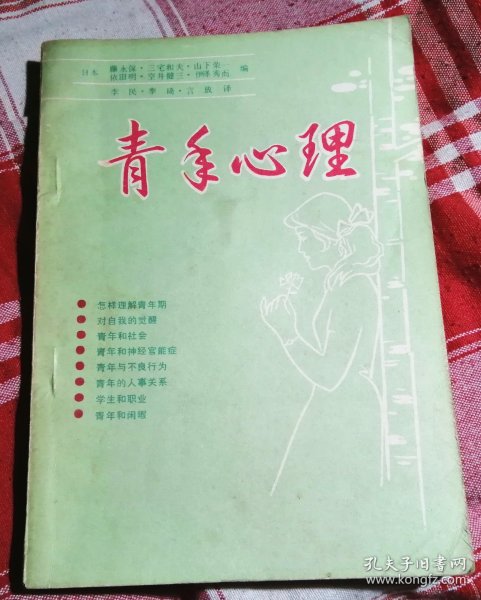 日本 藤永保·三宅和夫·山下荣一 编
依田明·空井健三·伊泽秀而
李民·率琦·言放译
青年心理
怎样理解青年期
对自我的觉醒
青年和社会
青年和神经官能症
青年与不良行为
青年的人事关系
学生和职业
青年和闲暇
孔夫子旧书网
www.kongfz.com